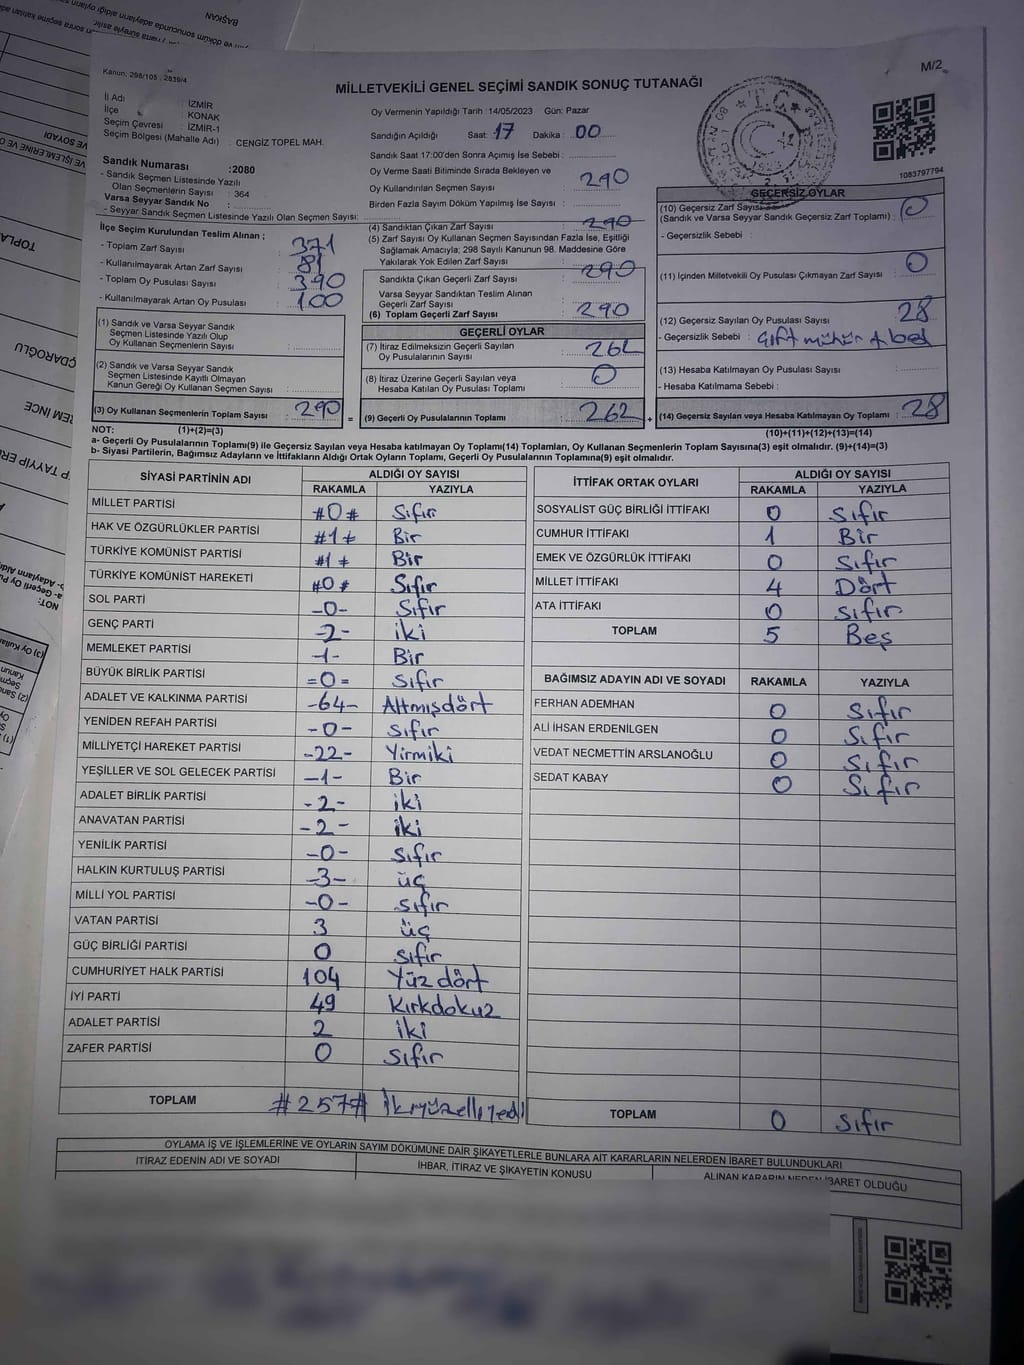 M/2
Kanun: 298/105 , 2839/4
MİLLETVEKİLİ GENEL SEÇİMİ SANDIK SONUÇ TUTANAĞI
İl Adı : İZMİR
İlçe : KONAK
Seçim Çevresi : İZMİR-1
Seçim Bölgesi (Mahalle Adı) : CENGİZ TOPEL MAH.
Sandık Numarası :2080
- Sandık Seçmen Listesinde Yazılı
Olan Seçmenlerin Sayısı : 364
Varsa Seyyar Sandık No :
- Seyyar Sandık Seçmen Listesinde Yazılı Olan Seçmen Sayısı:
Oy Vermenin Yapıldığı Tarih :14/05/2023 Gün: Pazar
Sandığın Açıldığı Saat: 17 Dakika : 00
Sandık Saat 17:00'den Sonra Açımış İse Sebebi :
Oy Verme Saati Bitiminde Sırada Bekleyen ve
Oy Kullandırılan Seçmen Sayısı : 290
Birden Fazla Sayım Döküm Yapılmış İse Sayısı :
1083797794
İlçe Seçim Kurulundan Teslim Alınan ;
- Toplam Zarf Sayısı : 371
- Kullanılmayarak Artan Zarf Sayısı : 81
- Toplam Oy Pusulası Sayısı : 390
- Kullanılmayarak Artan Oy Pusulası : 100
(1) Sandık ve Varsa Seyyar Sandık
Seçmen Listesinde Yazılı Olup
Oy Kullanan Seçmenlerin Sayısı :
(2) Sandık ve Varsa Seyyar Sandık
Seçmen Listesinde Kayıtlı Olmayan
Kanun Gereği Oy Kullanan Seçmen Sayısı :
(3) Oy Kullanan Seçmenlerin Toplam Sayısı : 290 =
(1)+(2)=(3)
(4) Sandıktan Çıkan Zarf Sayısı : 290
(5) Zarf Sayısı Oy Kullanan Seçmen Sayısından Fazla İse, Eşitliği
Sağlamak Amacıyla; 298 Sayılı Kanunun 98. Maddesine Göre
Yakılarak Yok Edilen Zarf Sayısı :
Sandıkta Çıkan Geçerli Zarf Sayısı : 290
Varsa Seyyar Sandıktan Teslim Alınan
Geçerli Zarf Sayısı :
(6) Toplam Geçerli Zarf Sayısı : 290
GEÇERLİ OYLAR
(7) İtiraz Edilmeksizin Geçerli Sayılan
Oy Pusulalarının Sayısı : 262
(8) İtiraz Üzerine Geçerli Sayılan veya
Hesaba Katılan Oy Pusulası Toplamı : 0
(9) Geçerli Oy Pusulalarının Toplamı : 262 +
GEÇERSİZ OYLAR
(10) Geçersiz Zarf Sayısı : 0
(Sandık ve Varsa Seyyar Sandık Geçersiz Zarf Toplamı) :
- Geçersizlik Sebebi :
(11) İçinden Milletvekili Oy Pusulası Çıkmayan Zarf Sayısı : 0
(12) Geçersiz Sayılan Oy Pusulası Sayısı : 28
- Geçersizlik Sebebi : Çift mühür
(13) Hesaba Katılmayan Oy Pusulası Sayısı :
- Hesaba Katılmama Sebebi :
(14) Geçersiz Sayılan veya Hesaba Katılmayan Oy Toplamı : 28
(10)+(11)+(12)+(13)=(14)
NOT:
a- Geçerli Oy Pusulalarının Toplamı(9) ile Geçersiz Sayılan veya Hesaba katılmayan Oy Toplamı(14) Toplamları, Oy Kullanan Seçmenlerin Toplam Sayısına(3) eşit olmalıdır. (9)+(14)=(3)
b- Siyasi Partilerin, Bağımsız Adayların ve İttifakların Aldığı Ortak Oyların Toplamı, Geçerli Oy Pusulalarının Toplamına(9) eşit olmalıdır.
SİYASİ PARTİNİN ADI ALDIĞI OY SAYISI
RAKAMLA YAZIYLA
MİLLET PARTİSİ #0# Sıfır
HAK VE ÖZGÜRLÜKLER PARTİSİ #1# Bir
TÜRKİYE KOMÜNİST PARTİSİ #1# Bir
TÜRKİYE KOMÜNİST HAREKETİ #0# Sıfır
SOL PARTİ -0- Sıfır
GENÇ PARTİ -2- iki
MEMLEKET PARTİSİ -1- Bir
BÜYÜK BİRLİK PARTİSİ =0= Sıfır
ADALET VE KALKINMA PARTİSİ -64- Altmışdört
YENİDEN REFAH PARTİSİ -0- sıfır
MİLLİYETÇİ HAREKET PARTİSİ -22- Yirmiki
YEŞİLLER VE SOL GELECEK PARTİSİ -1- Bir
ADALET BİRLİK PARTİSİ -2- iki
ANAVATAN PARTİSİ -2- iki
YENİLİK PARTİSİ -0- sıfır
HALKIN KURTULUŞ PARTİSİ -3- üç
MİLLİ YOL PARTİSİ -0- sıfır
VATAN PARTİSİ 3 üç
GÜÇ BİRLİĞİ PARTİSİ 0 sıfır
CUMHURİYET HALK PARTİSİ 104 Yüz dört
İYİ PARTİ 49 Kırkdokuz
ADALET PARTİSİ 2 iki
ZAFER PARTİSİ 0 sıfır
TOPLAM #257# İkiyüzelliyedi
İTTİFAK ORTAK OYLARI ALDIĞI OY SAYISI
RAKAMLA YAZIYLA
SOSYALİST GÜÇ BİRLİĞİ İTTİFAKI 0 Sıfır
CUMHUR İTTİFAKI 1 Bir
EMEK VE ÖZGÜRLÜK İTTİFAKI 0 Sıfır
MİLLET İTTİFAKI 4 Dört
ATA İTTİFAKI 0 sıfır
TOPLAM 5 Beş
BAĞIMSIZ ADAYIN ADI VE SOYADI RAKAMLA YAZIYLA
FERHAN ADEMHAN 0 Sıfır
ALİ İHSAN ERDENİLGEN 0 Sıfır
VEDAT NECMETTİN ARSLANOĞLU 0 Sıfır
SEDAT KABAY 0 Sıfır
TOPLAM 0 Sıfır
OYLAMA İŞ VE İŞLEMLERİNE VE OYLARIN SAYIM DÖKÜMÜNE DAİR ŞİKAYETLERLE BUNLARA AİT KARARLARIN NELERDEN İBARET BULUNDUKLARI
İTİRAZ EDENİN ADI VE SOYADI İHBAR, İTİRAZ VE ŞİKAYETİN KONUSU ALINAN KARARIN NEDEN İBARET OLDUĞU